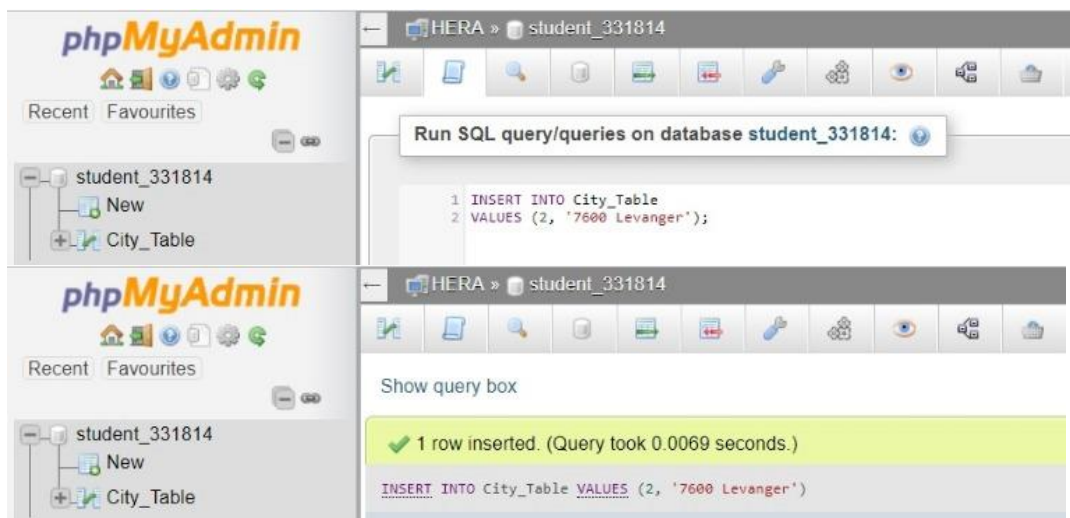 phpMyAdmin
Recent Favourites
student_331814
New
City_Table
← HERA » student_331814
Run SQL query/queries on database student_331814:
1 INSERT INTO City_Table
2 VALUES (2, '7600 Levanger');
phpMyAdmin
Recent Favourites
student_331814
New
City_Table
← HERA » student_331814
Show query box
1 row inserted. (Query took 0.0069 seconds.)
INSERT INTO City_Table VALUES (2, '7600 Levanger')